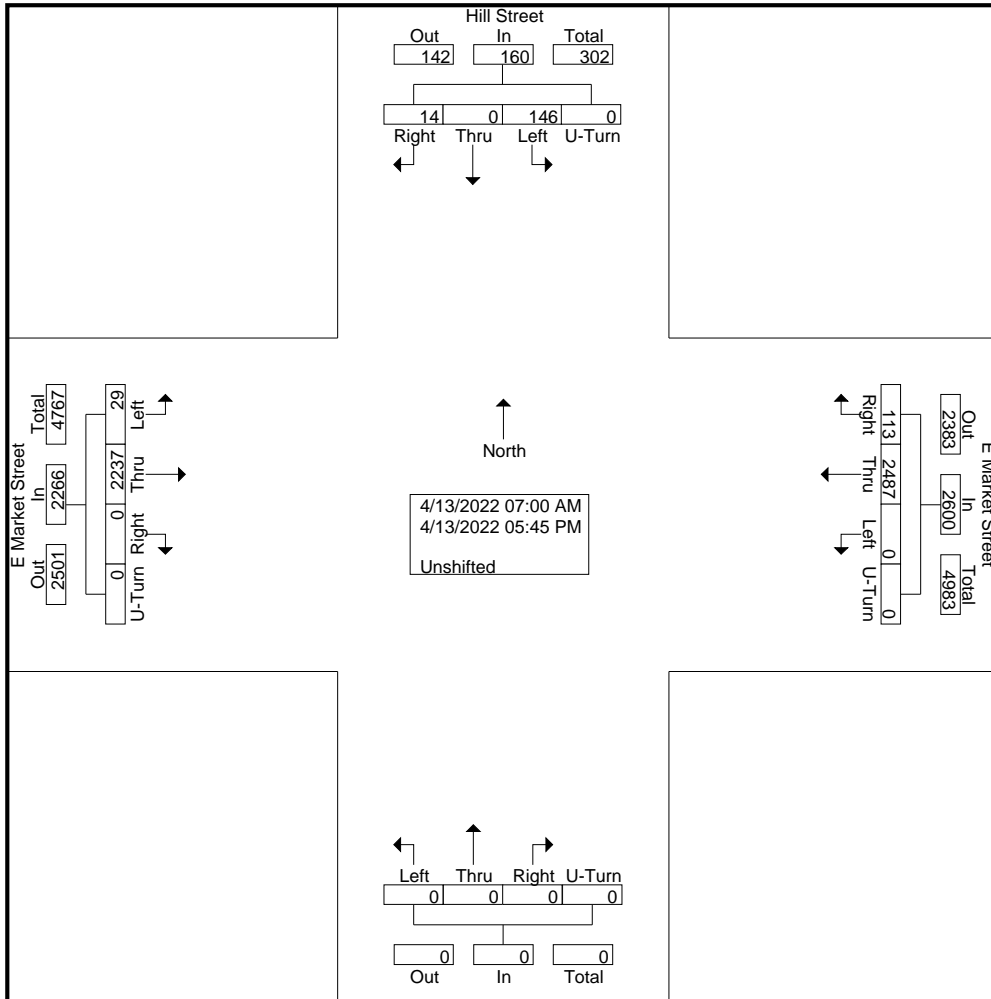 Hill Street
Out In Total
142 160 302
14 0 146 0
Right Thru Left U-Turn
E Market Street
Total In Out
4767 2266 2501
29 2237 0 0
Left Thru Right U-Turn
North
4/13/2022 07:00 AM
4/13/2022 05:45 PM
Unshifted
Right Thru Left U-Turn
113 2487 0 0
Out In Total
2383 2600 4983
E Market Street
Left Thru Right U-Turn
0 0 0 0
0 0 0
Out In Total